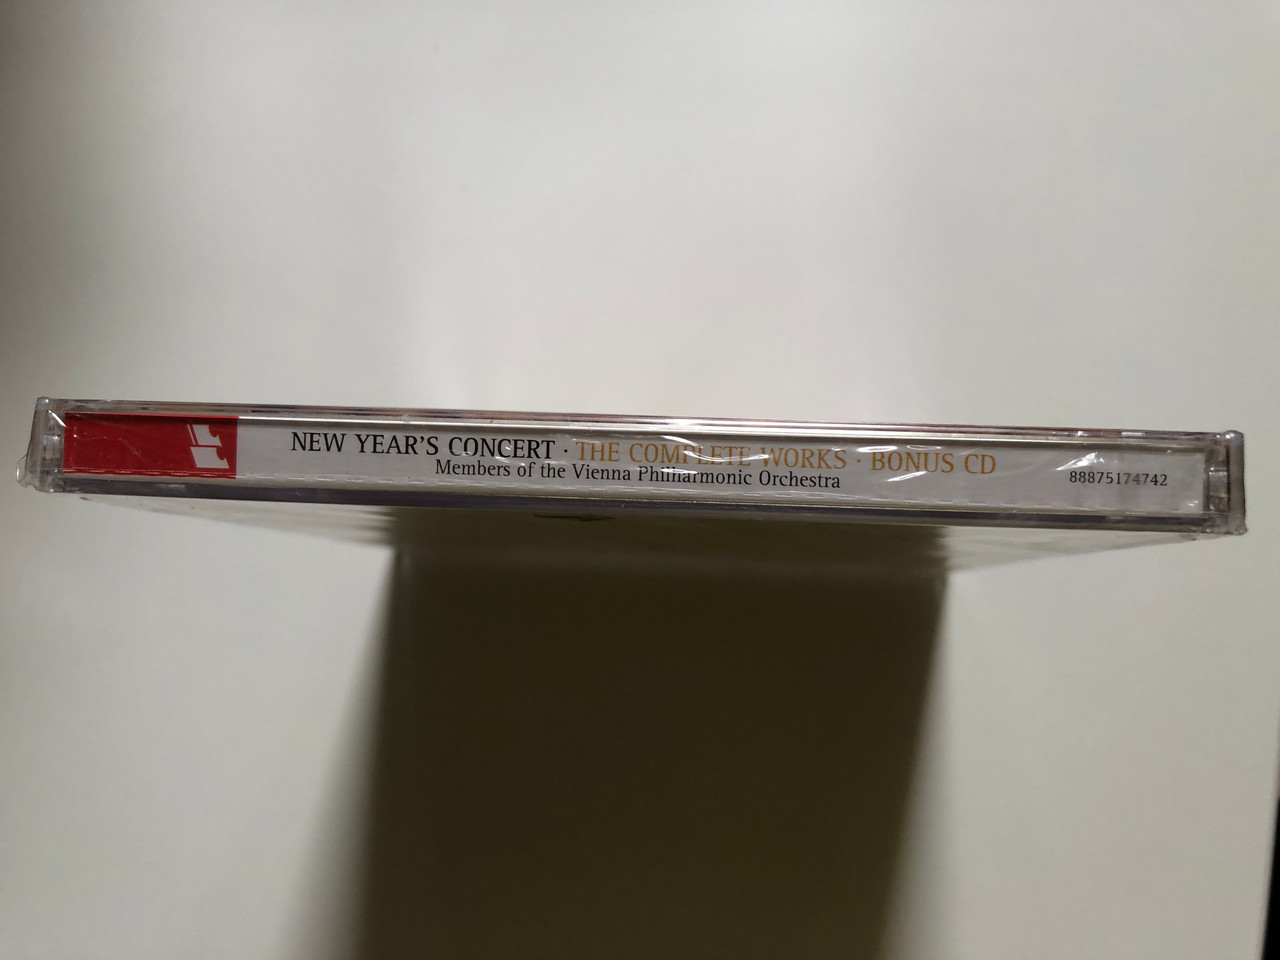 NEW YEAR'S CONCERT · THE COMPLETE WORKS · BONUS CD
Members of the Vienna Philharmonic Orchestra
88875174742